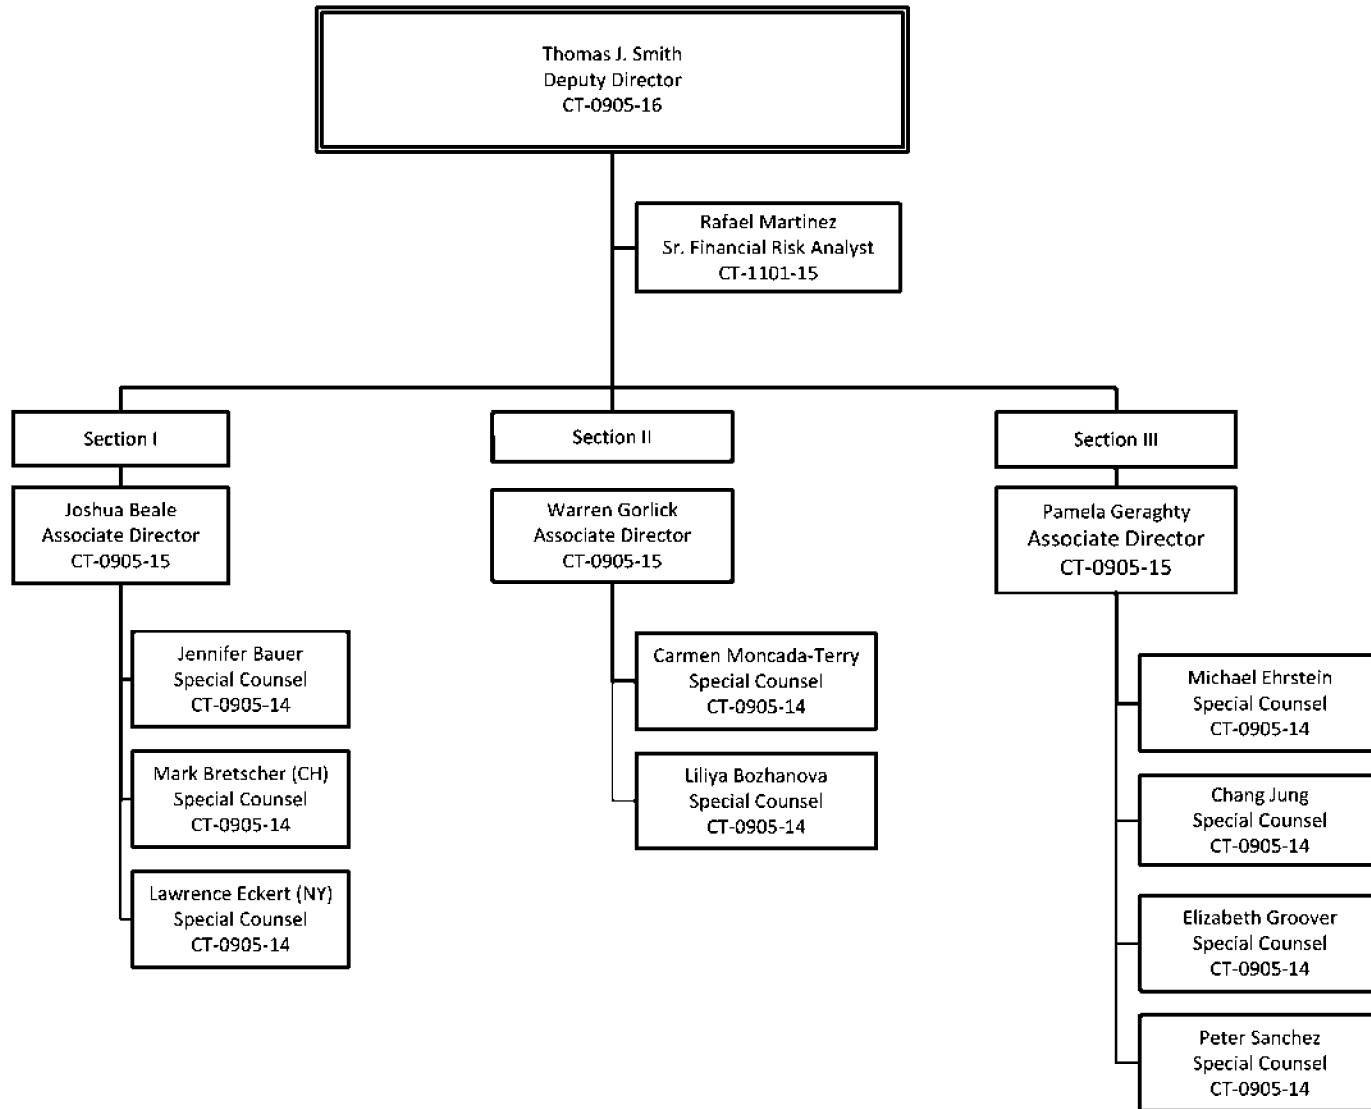 Thomas J. Smith
Deputy Director
CT-0905-16
Rafael Martinez
Sr. Financial Risk Analyst
CT-1101-15
Section I
Joshua Beale
Associate Director
CT-0905-15
Jennifer Bauer
Special Counsel
CT-0905-14
Mark Bretscher (CH)
Special Counsel
CT-0905-14
Lawrence Eckert (NY)
Special Counsel
CT-0905-14
Section II
Warren Gorlick
Associate Director
CT-0905-15
Carmen Moncada-Terry
Special Counsel
CT-0905-14
Liliya Bozhanova
Special Counsel
CT-0905-14
Section III
Pamela Geraghty
Associate Director
CT-0905-15
Michael Ehrstein
Special Counsel
CT-0905-14
Chang Jung
Special Counsel
CT-0905-14
Elizabeth Groover
Special Counsel
CT-0905-14
Peter Sanchez
Special Counsel
CT-0905-14